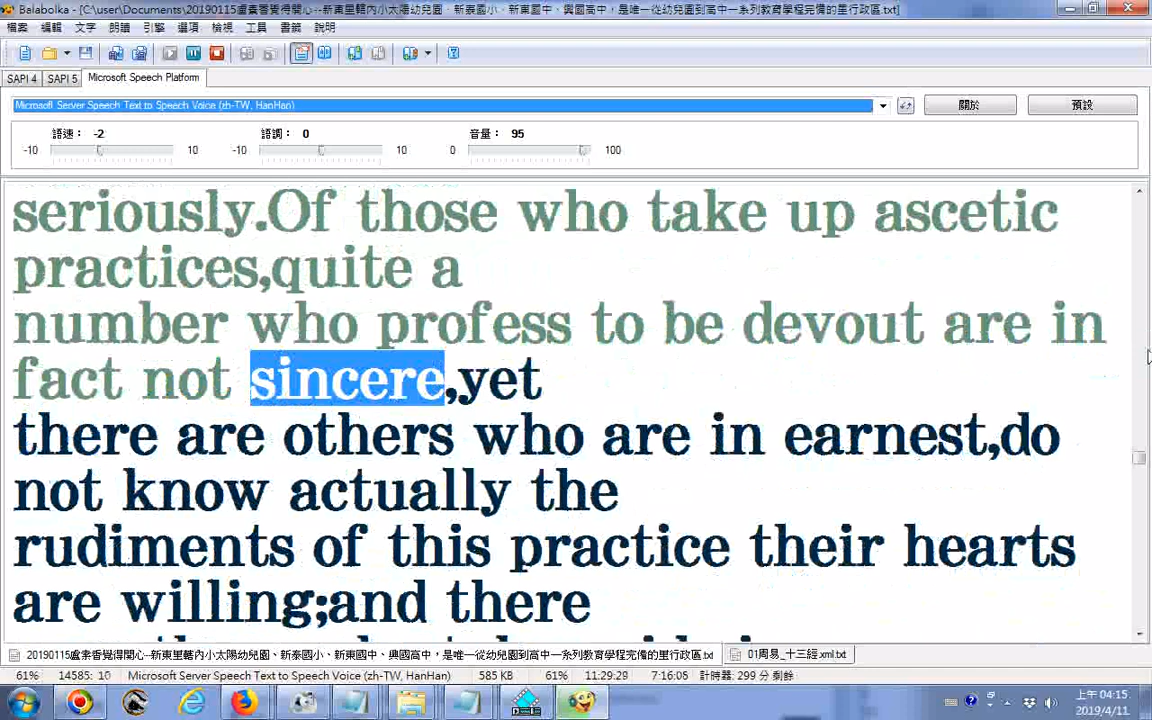 Balabolka - [C:\user\Documents\20190115盧素香覺得開心--新東里轄內小太陽幼兒園、新泰國小、新東國中、興國高中，是唯一從幼兒園到高中一系列教育學程完備的里行政區.txt]
檔案 編輯 文字 朗讀 引擎 選項 檢視 工具 書籤 說明
SAPI 4 SAPI 5 Microsoft Speech Platform
Microsoft Server Speech Text to Speech Voice (zh-TW, HanHan) 關於 預設
語速： -2 語調： 0 音量： 95
-10 10 -10 10 0 100
seriously.Of those who take up ascetic
practices,quite a
number who profess to be devout are in
fact not sincere,yet
there are others who are in earnest,do
not know actually the
rudiments of this practice their hearts
are willing;and there
20190115盧素香覺得開心--新東里轄內小太陽幼兒園、新泰國小、新東國中、興國高中，是唯一從幼兒園到高中一系列教育學程完備的里行政區.txt 01周易_十三經.xml.txt
61% 14585: 10 Microsoft Server Speech Text to Speech Voice (zh-TW, HanHan) 585 KB 61% 11:29:28 7:16:05 計時器: 299 分 剩餘
上午 04:15
2019/4/11